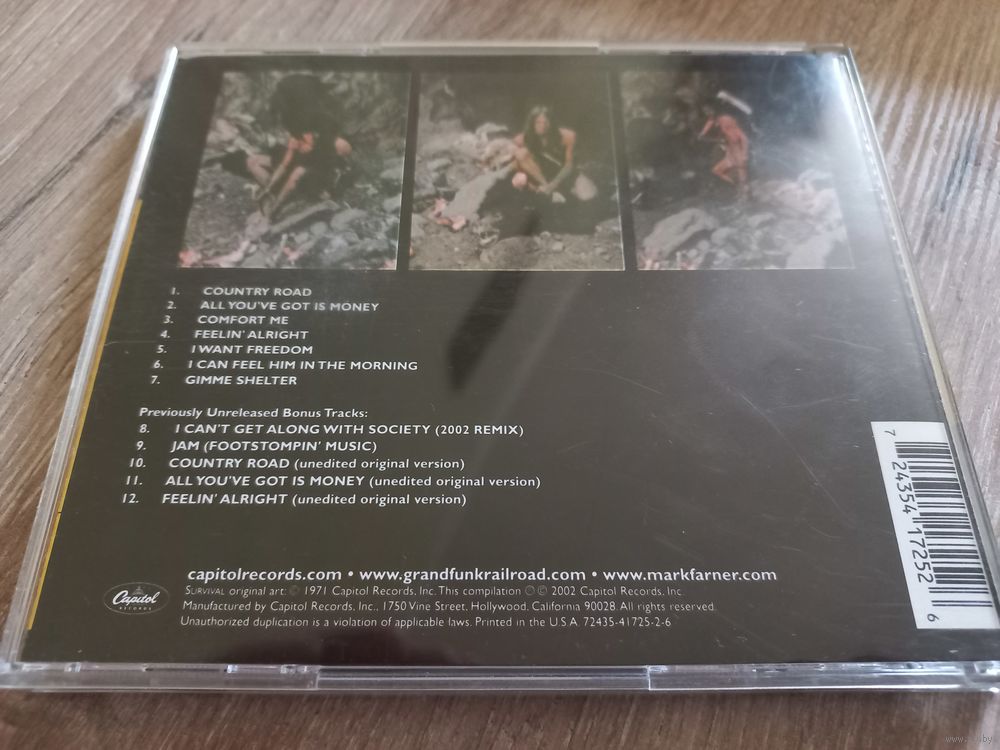 1. COUNTRY ROAD
2. ALL YOU'VE GOT IS MONEY
3. COMFORT ME
4. FEELIN' ALRIGHT
5. I WANT FREEDOM
6. I CAN FEEL HIM IN THE MORNING
7. GIMME SHELTER
Previously Unreleased Bonus Tracks:
8. I CAN'T GET ALONG WITH SOCIETY (2002 REMIX)
9. JAM (FOOTSTOMPIN' MUSIC)
10. COUNTRY ROAD (unedited original version)
11. ALL YOU'VE GOT IS MONEY (unedited original version)
12. FEELIN' ALRIGHT (unedited original version)
capitolrecords.com • www.grandfunkrailroad.com • www.markfarner.com
SURVIVAL original art: © 1971 Capitol Records, Inc. This compilation ℗ © 2002 Capitol Records, Inc.
Manufactured by Capitol Records, Inc., 1750 Vine Street, Hollywood, California 90028. All rights reserved.
Unauthorized duplication is a violation of applicable laws. Printed in the U.S.A. 72435-41725-2-6
Capitol
RECORDS
7 24354 17252 6